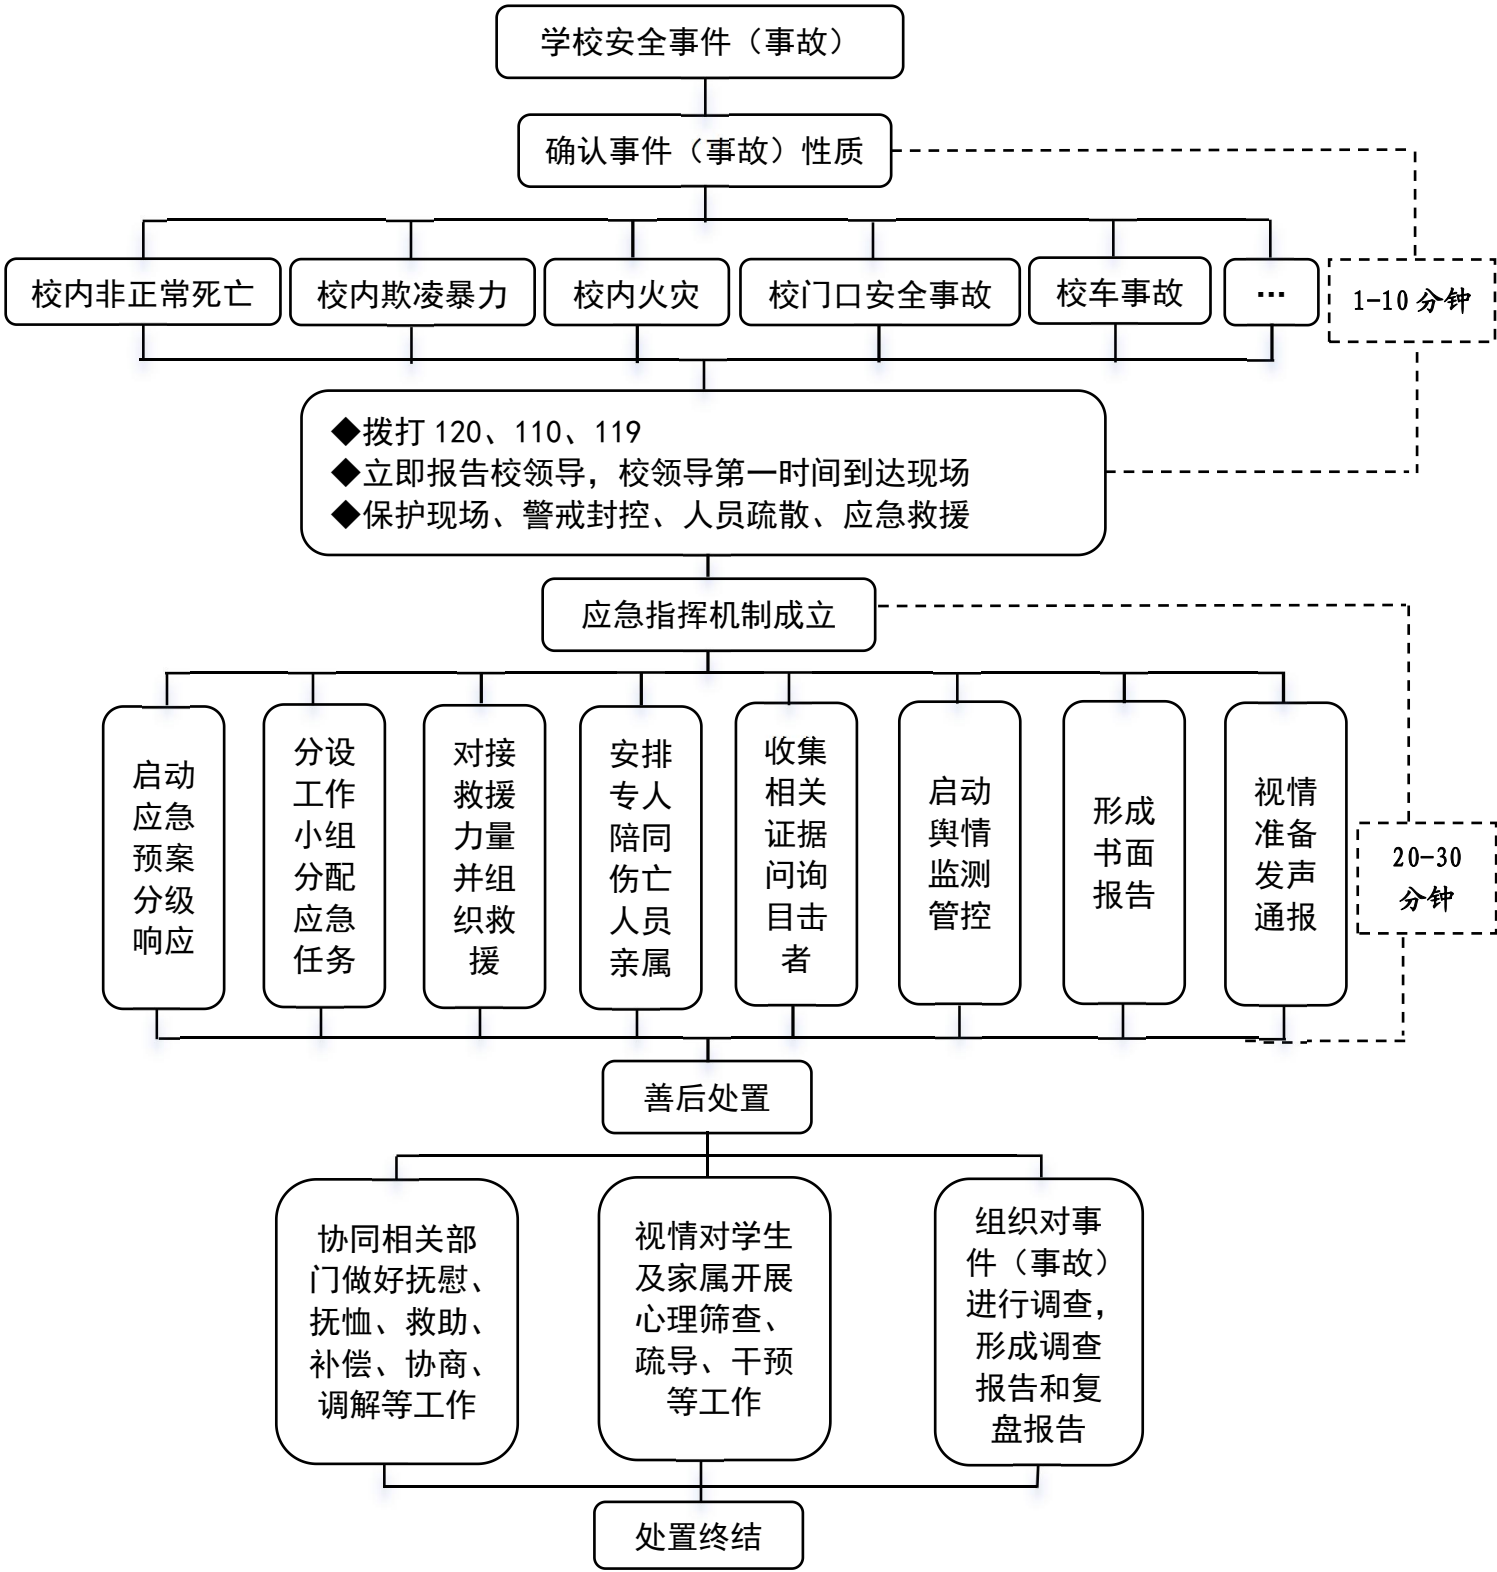 学校安全事件（事故）
确认事件（事故）性质
校内非正常死亡
校内欺凌暴力
校内火灾
校门口安全事故
校车事故
…
1-10 分钟
◆拨打 120、110、119
◆立即报告校领导，校领导第一时间到达现场
◆保护现场、警戒封控、人员疏散、应急救援
应急指挥机制成立
启动
应急
预案
分级
响应
分设
工作
小组
分配
应急
任务
对接
救援
力量
并组
织救
援
安排
专人
陪同
伤亡
人员
亲属
收集
相关
证据
问询
目击
者
启动
舆情
监测
管控
形成
书面
报告
视情
准备
发声
通报
20-30
分钟
善后处置
协同相关部
门做好抚慰、
抚恤、救助、
补偿、协商、
调解等工作
视情对学生
及家属开展
心理筛查、
疏导、干预
等工作
组织对事
件（事故）
进行调查，
形成调查
报告和复
盘报告
处置终结